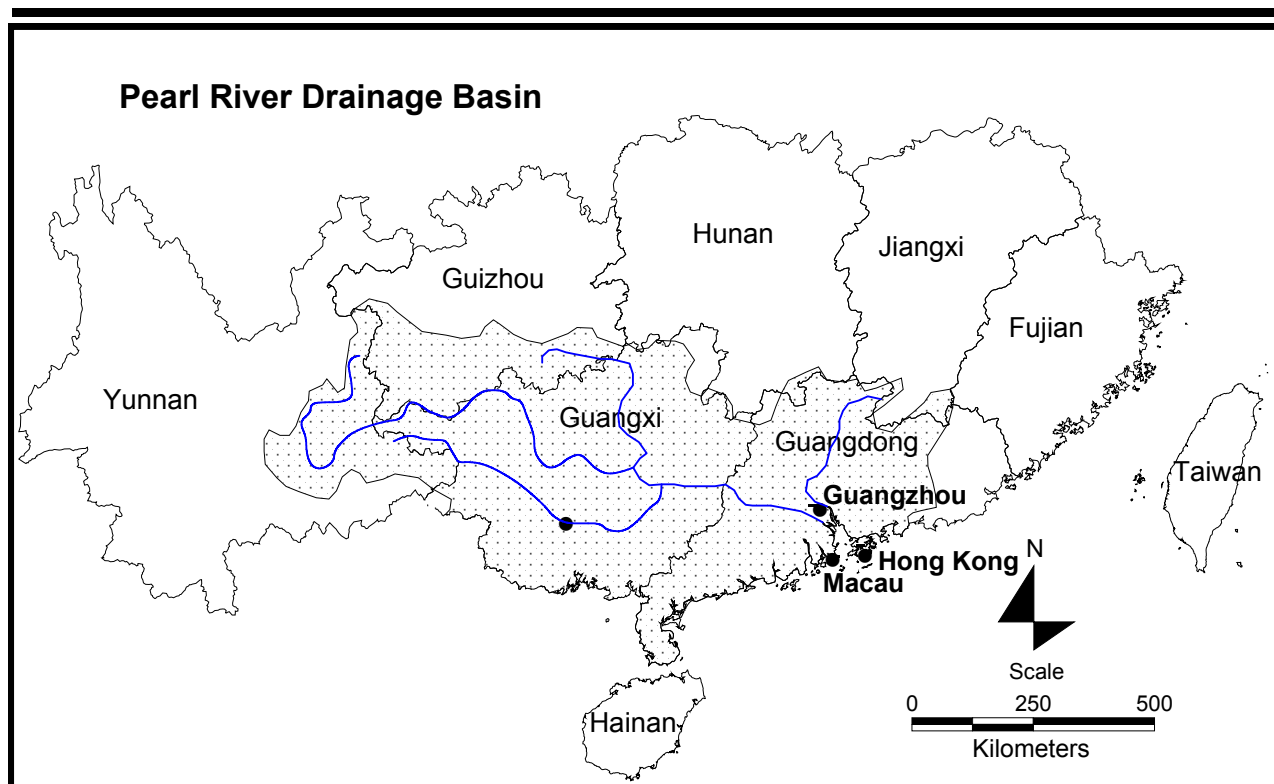 Pearl River Drainage Basin
Hunan
Jiangxi
Guizhou
Fujian
Yunnan
Guangxi
Guangdong
Taiwan
Guangzhou
Hong Kong
Macau
N
Scale
0 250 500
Kilometers
Hainan